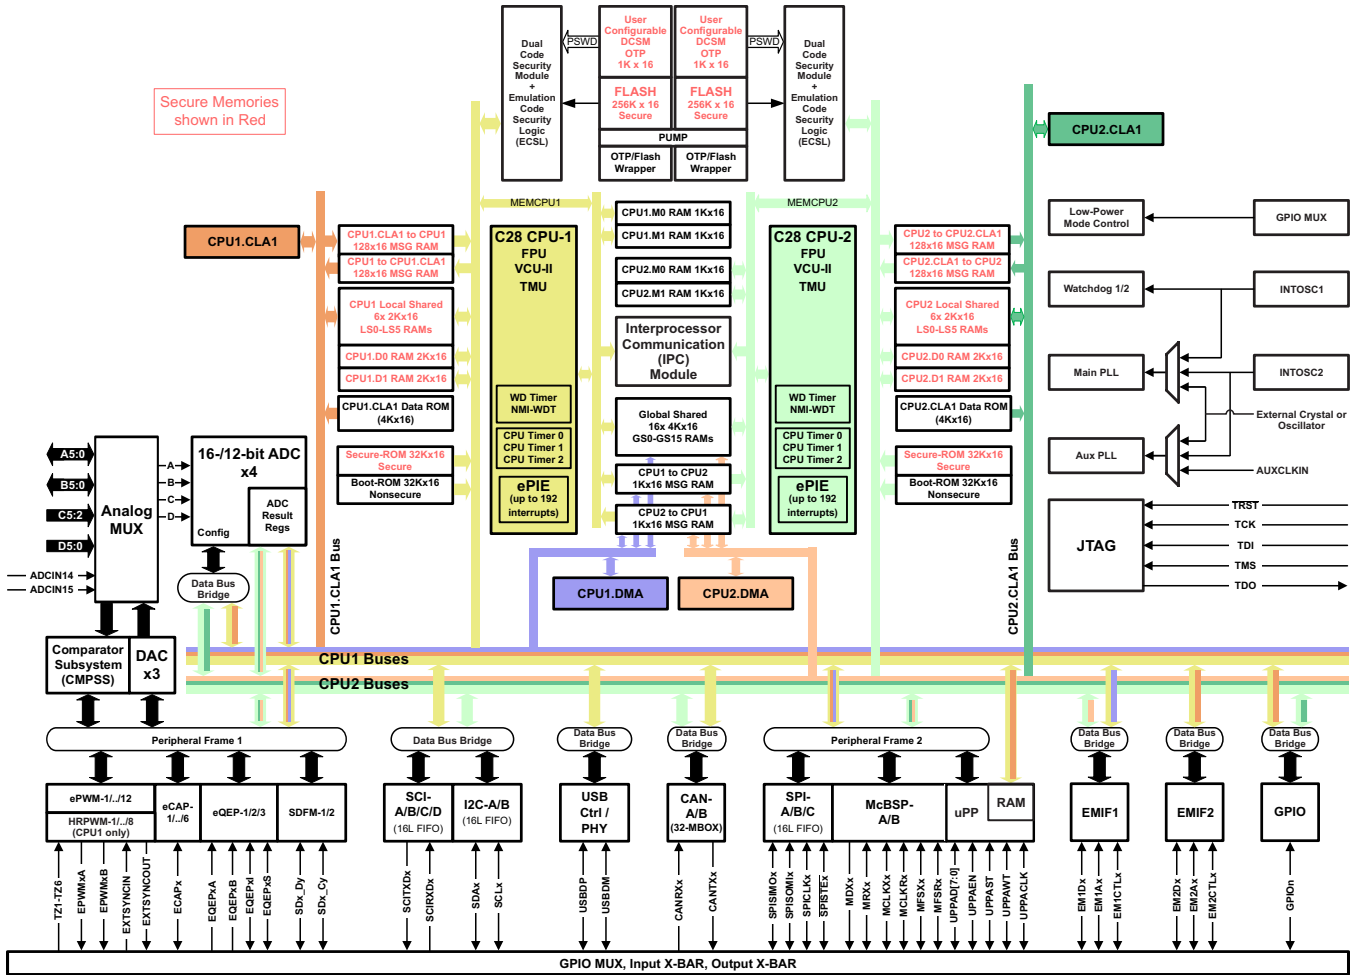 Secure Memories
shown in Red
Dual
Code
Security
Module
+
Emulation
Code
Security
Logic
(ECSL)
PSWD
User
Configurable
DCSM
OTP
1K x 16
User
Configurable
DCSM
OTP
1K x 16
PSWD
FLASH
256K x 16
Secure
FLASH
256K x 16
Secure
PUMP
OTP/Flash
Wrapper
OTP/Flash
Wrapper
Dual
Code
Security
Module
+
Emulation
Code
Security
Logic
(ECSL)
CPU2.CLA1
MEMCPU1
MEMCPU2
CPU1.CLA1
CPU1.CLA1 to CPU1
128x16 MSG RAM
CPU1 to CPU1.CLA1
128x16 MSG RAM
CPU1 Local Shared
6x 2Kx16
LS0-LS5 RAMs
CPU1.D0 RAM 2Kx16
CPU1.D1 RAM 2Kx16
CPU1.CLA1 Data ROM
(4Kx16)
Secure-ROM 32Kx16
Secure
Boot-ROM 32Kx16
Nonsecure
C28 CPU-1
FPU
VCU-II
TMU
WD Timer
NMI-WDT
CPU Timer 0
CPU Timer 1
CPU Timer 2
ePIE
(up to 192
interrupts)
CPU1.M0 RAM 1Kx16
CPU1.M1 RAM 1Kx16
CPU2.M0 RAM 1Kx16
CPU2.M1 RAM 1Kx16
Interprocessor
Communication
(IPC)
Module
Global Shared
16x 4Kx16
GS0-GS15 RAMs
CPU1 to CPU2
1Kx16 MSG RAM
CPU2 to CPU1
1Kx16 MSG RAM
C28 CPU-2
FPU
VCU-II
TMU
WD Timer
NMI-WDT
CPU Timer 0
CPU Timer 1
CPU Timer 2
ePIE
(up to 192
interrupts)
CPU2 to CPU2.CLA1
128x16 MSG RAM
CPU2.CLA1 to CPU2
128x16 MSG RAM
CPU2 Local Shared
6x 2Kx16
LS0-LS5 RAMs
CPU2.D0 RAM 2Kx16
CPU2.D1 RAM 2Kx16
CPU2.CLA1 Data ROM
(4Kx16)
Secure-ROM 32Kx16
Secure
Boot-ROM 32Kx16
Nonsecure
Low-Power
Mode Control
GPIO MUX
Watchdog 1/2
INTOSC1
Main PLL
INTOSC2
External Crystal or
Oscillator
Aux PLL
AUXCLKIN
JTAG
TRST
TCK
TDI
TMS
TDO
A5:0
B5:0
C5:2
D5:0
ADCIN14
ADCIN15
Analog
MUX
A
B
C
D
16-/12-bit ADC
x4
ADC
Result
Regs
Config
Data Bus
Bridge
CPU1.CLA1 Bus
CPU2.CLA1 Bus
CPU1.DMA
CPU2.DMA
Comparator
Subsystem
(CMPSS)
DAC
x3
CPU1 Buses
CPU2 Buses
Peripheral Frame 1
Data Bus Bridge
Data Bus
Bridge
Data Bus
Bridge
Peripheral Frame 2
Data Bus
Bridge
Data Bus
Bridge
Data Bus
Bridge
ePWM-1/../12
HRPWM-1/../8
(CPU1 only)
eCAP-
1/../6
eQEP-1/2/3
SDFM-1/2
SCI-
A/B/C/D
(16L FIFO)
I2C-A/B
(16L FIFO)
USB
Ctrl /
PHY
CAN-
A/B
(32-MBOX)
SPI-
A/B/C
(16L FIFO)
McBSP-
A/B
uPP
RAM
EMIF1
EMIF2
GPIO
TZ1-TZ6
EPWMxA
EPWMxB
EXTSYNCIN
EXTSYNCOUT
ECAPx
EQEPxA
EQEPxB
EQEPxI
EQEPxS
SDx_Dy
SDx_Cy
SCITXDx
SCIRXDx
SDAx
SCLx
USBDP
USBDM
CANRXx
CANTXx
SPISIMOx
SPISOMIx
SPICLKx
SPISTEx
MDXx
MRXx
MCLKXx
MCLKRx
MFSXx
MFSRx
UPPAD[7:0]
UPPAEN
UPPAST
UPPAWT
UPPACLK
EM1Dx
EM1Ax
EM1CTLx
EM2Dx
EM2Ax
EM2CTLx
GPIOn
GPIO MUX, Input X-BAR, Output X-BAR